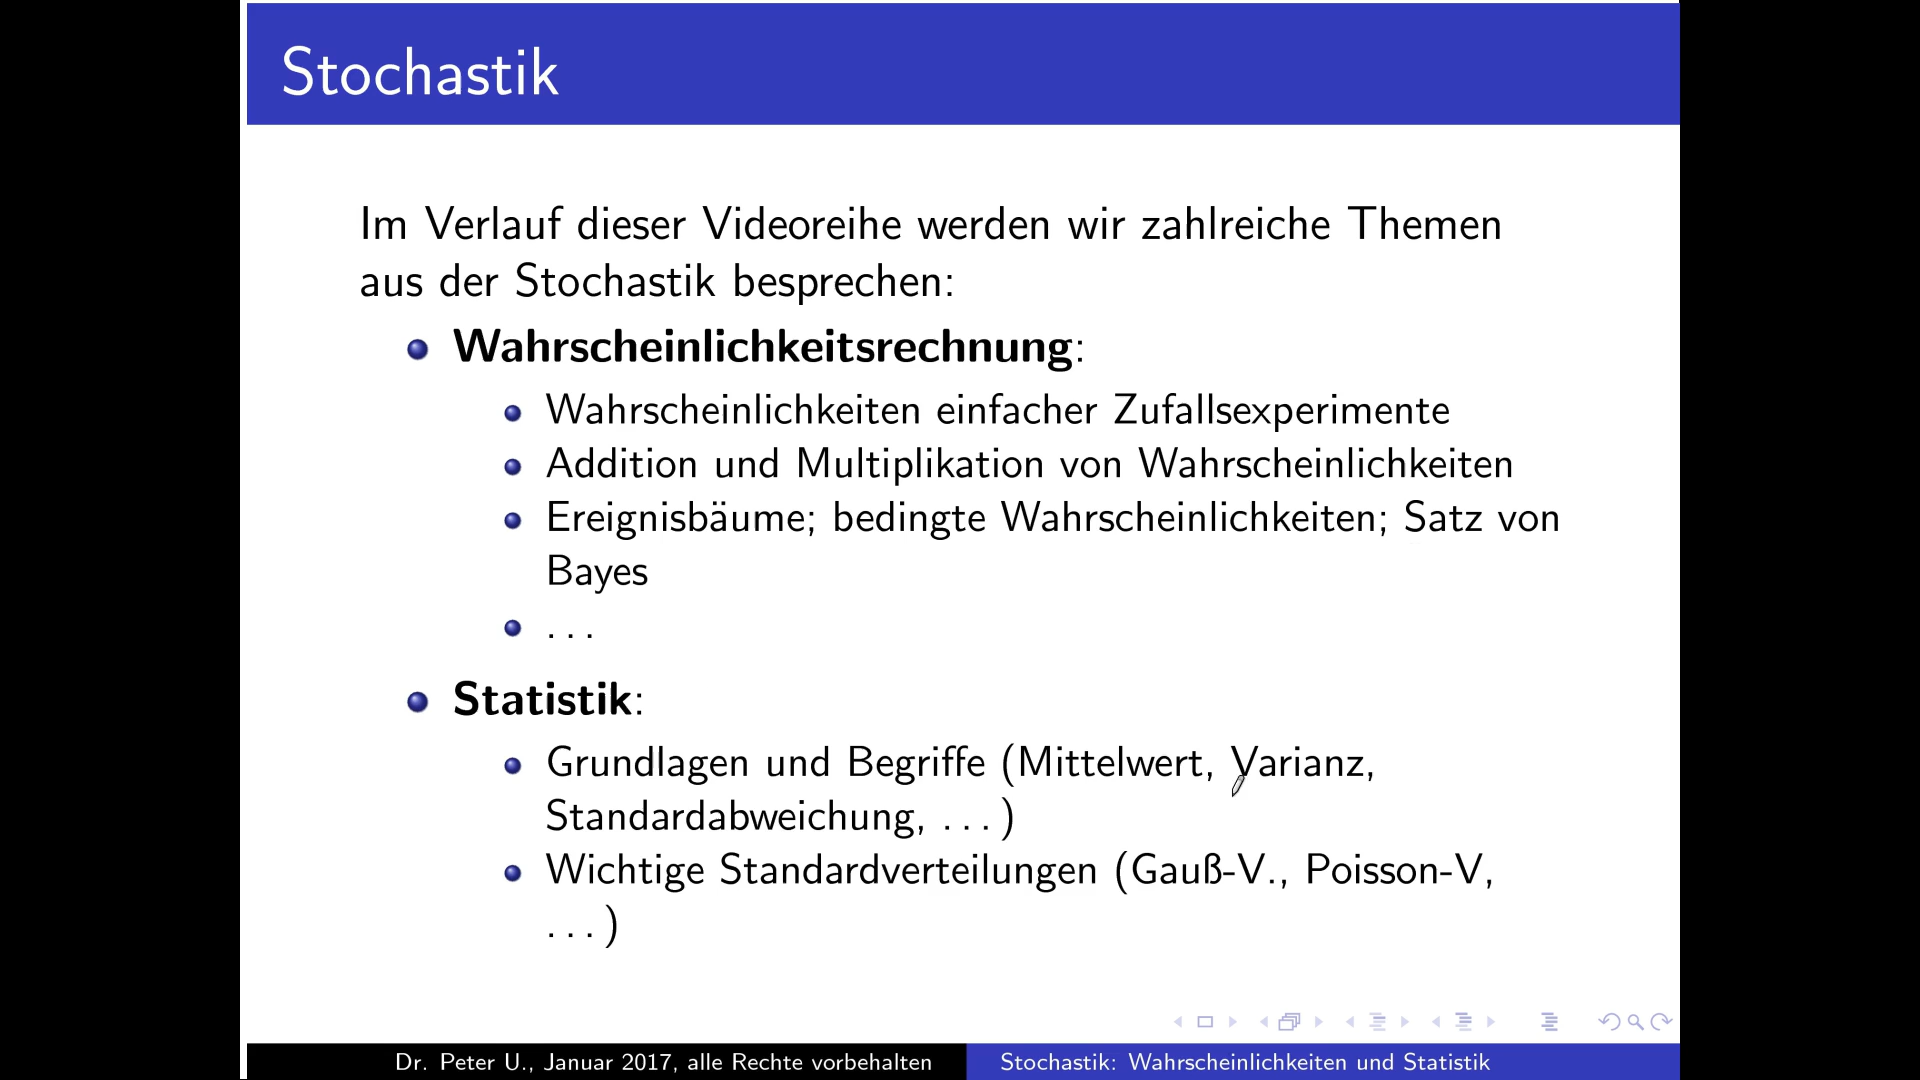 Stochastik
Im Verlauf dieser Videoreihe werden wir zahlreiche Themen
aus der Stochastik besprechen:
Wahrscheinlichkeitsrechnung:
Wahrscheinlichkeiten einfacher Zufallsexperimente
Addition und Multiplikation von Wahrscheinlichkeiten
Ereignisbäume; bedingte Wahrscheinlichkeiten; Satz von
Bayes
...
Statistik:
Grundlagen und Begriffe (Mittelwert, Varianz,
Standardabweichung, ...)
Wichtige Standardverteilungen (Gauß-V., Poisson-V,
...)
Dr. Peter U., Januar 2017, alle Rechte vorbehalten
Stochastik: Wahrscheinlichkeiten und Statistik